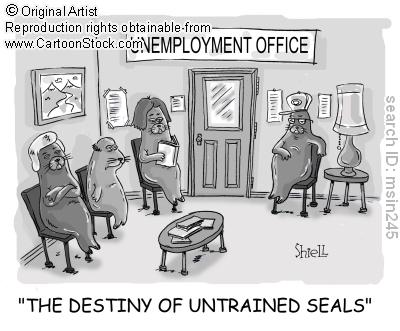 © Original Artist
Reproduction rights obtainable from
www.CartoonStock.com
UNEMPLOYMENT OFFICE
search ID: msin245
Shiell
"THE DESTINY OF UNTRAINED SEALS"